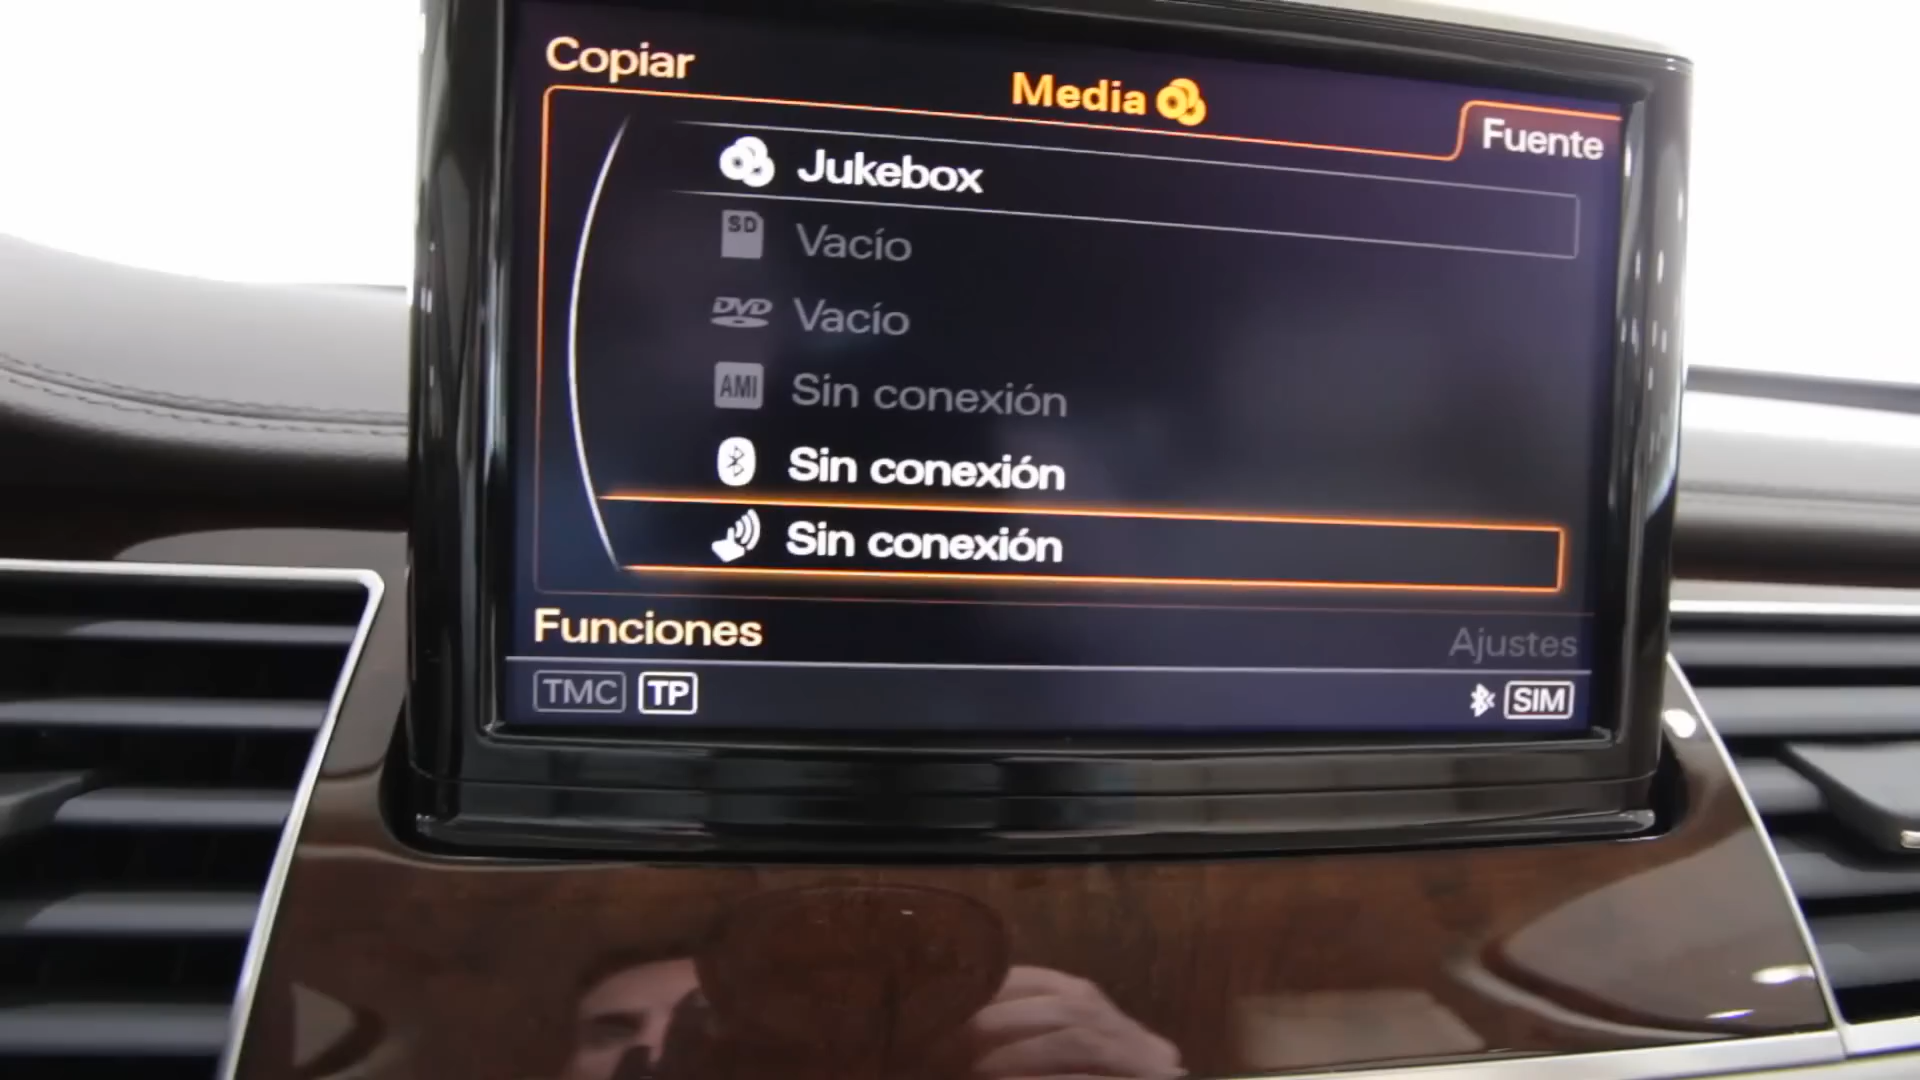 Copiar
Media
Fuente
Jukebox
SD Vacío
DVD Vacío
AMI Sin conexión
Sin conexión
Sin conexión
Funciones
Ajustes
TMC TP
SIM